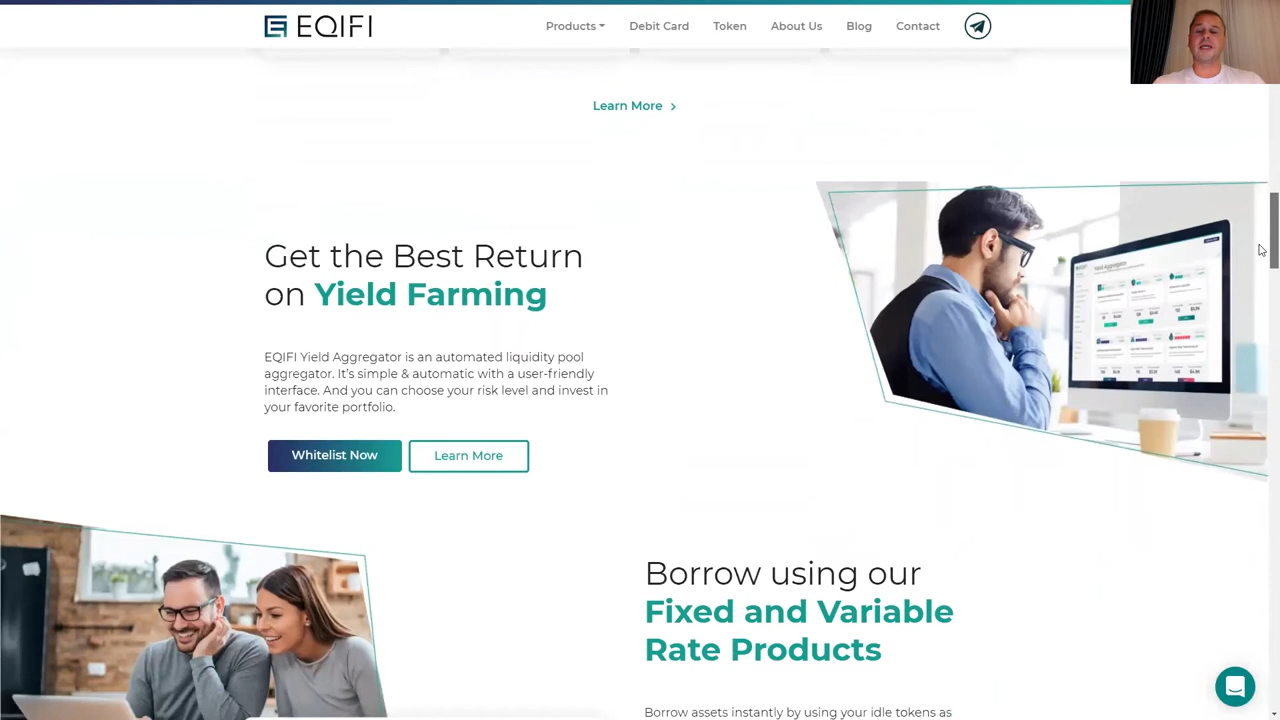 EQIFI
Products
Debit Card
Token
About Us
Blog
Contact
Learn More
Get the Best Return
on Yield Farming
EQIFI Yield Aggregator is an automated liquidity pool
aggregator. It's simple & automatic with a user-friendly
interface. And you can choose your risk level and invest in
your favorite portfolio.
Whitelist Now
Learn More
Yield Aggregator
Borrow using our
Fixed and Variable
Rate Products
Borrow assets instantly by using your idle tokens as